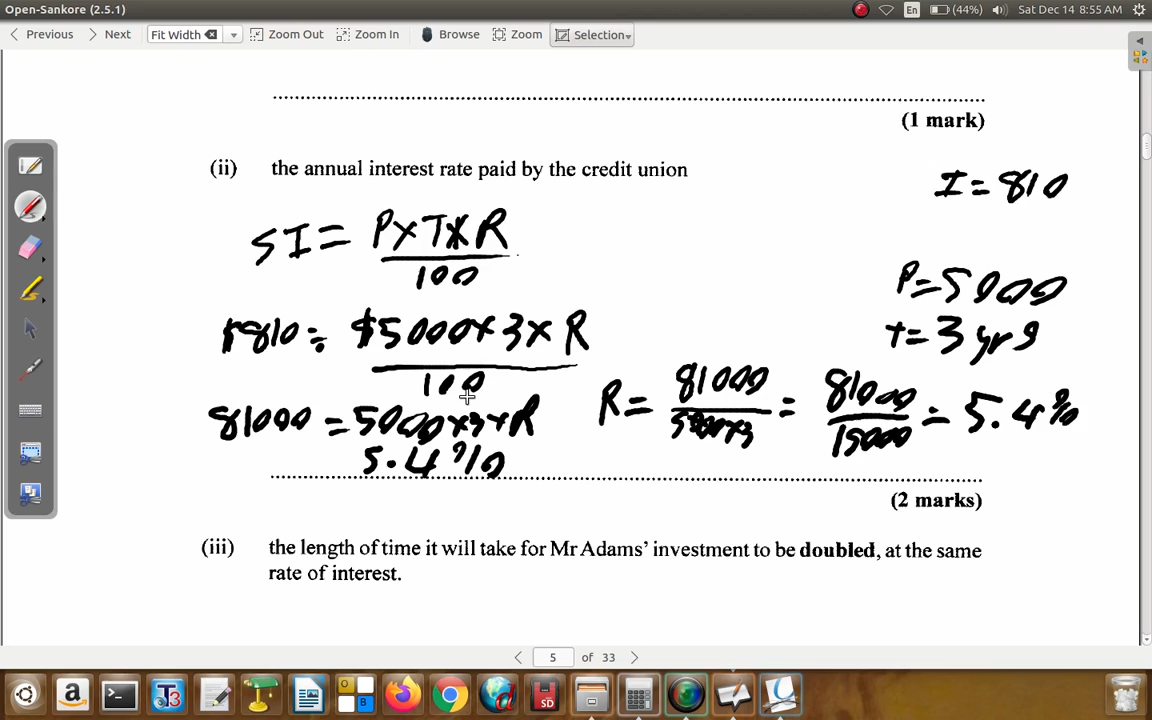 Open-Sankore (2.5.1) En (44%) Sat Dec 14 8:55 AM
Previous Next Fit Width Zoom Out Zoom In Browse Zoom Selection
(1 mark)
(ii) the annual interest rate paid by the credit union
I = 810
SI = P×T×R
100
P = 5000
$810 = $5000 × 3 × R
100
t = 3 yrs
81000 = 5000×3×R
R = 81000 = 81000 = 5.4%
5000×3 15000
5.4%
(2 marks)
(iii) the length of time it will take for Mr Adams' investment to be doubled, at the same
rate of interest.
5 of 33
a T3 SD